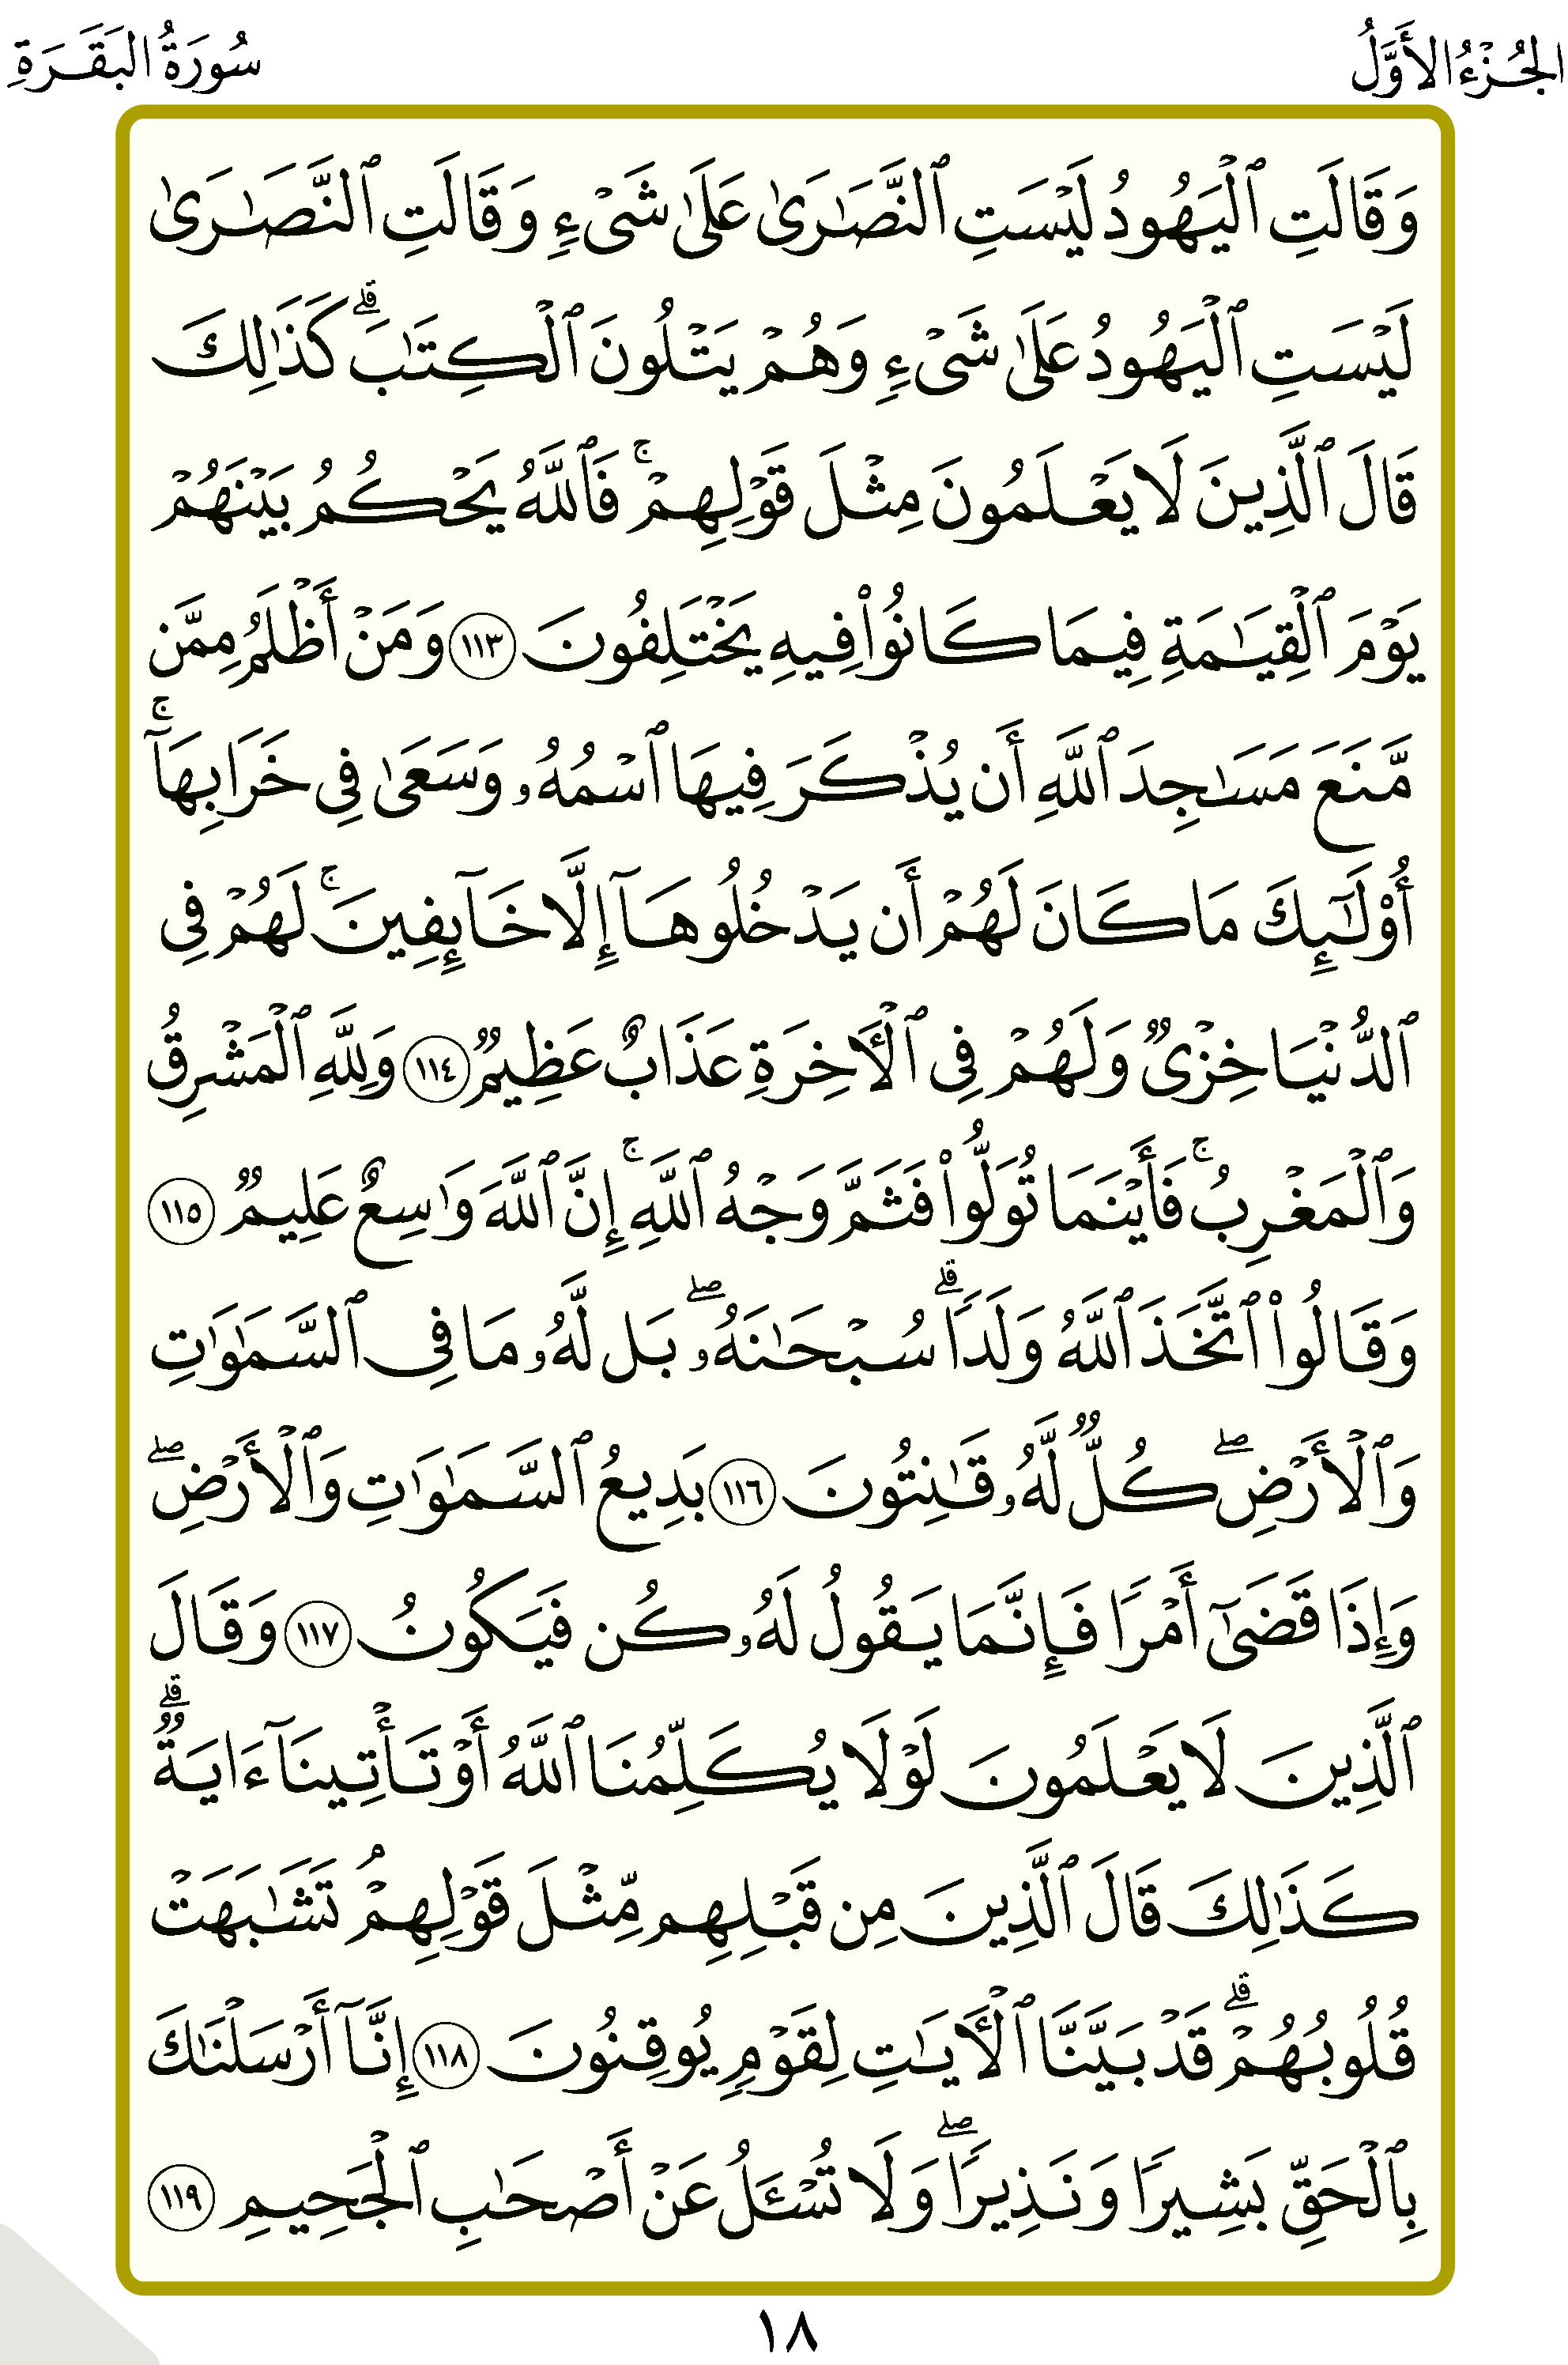 الجُزْءُ الأَوَّلُ
سُورَةُ البَقَرَةِ
وَقَالَتِ ٱلْيَهُودُ لَيْسَتِ ٱلنَّصَٰرَىٰ عَلَىٰ شَىْءٍ وَقَالَتِ ٱلنَّصَٰرَىٰ
لَيْسَتِ ٱلْيَهُودُ عَلَىٰ شَىْءٍ وَهُمْ يَتْلُونَ ٱلْكِتَٰبَ ۗ كَذَٰلِكَ
قَالَ ٱلَّذِينَ لَا يَعْلَمُونَ مِثْلَ قَوْلِهِمْ ۚ فَٱللَّهُ يَحْكُمُ بَيْنَهُمْ
يَوْمَ ٱلْقِيَٰمَةِ فِيمَا كَانُوا۟ فِيهِ يَخْتَلِفُونَ ١١٣ وَمَنْ أَظْلَمُ مِمَّن
مَّنَعَ مَسَٰجِدَ ٱللَّهِ أَن يُذْكَرَ فِيهَا ٱسْمُهُۥ وَسَعَىٰ فِى خَرَابِهَآ ۚ
أُو۟لَٰٓئِكَ مَا كَانَ لَهُمْ أَن يَدْخُلُوهَآ إِلَّا خَآئِفِينَ ۚ لَهُمْ فِى
ٱلدُّنْيَا خِزْىٌ وَلَهُمْ فِى ٱلْـَٔاخِرَةِ عَذَابٌ عَظِيمٌ ١١٤ وَلِلَّهِ ٱلْمَشْرِقُ
وَٱلْمَغْرِبُ ۚ فَأَيْنَمَا تُوَلُّوا۟ فَثَمَّ وَجْهُ ٱللَّهِ ۚ إِنَّ ٱللَّهَ وَٰسِعٌ عَلِيمٌ ١١٥
وَقَالُوا۟ ٱتَّخَذَ ٱللَّهُ وَلَدًا ۗ سُبْحَٰنَهُۥ ۖ بَل لَّهُۥ مَا فِى ٱلسَّمَٰوَٰتِ
وَٱلْأَرْضِ ۖ كُلٌّ لَّهُۥ قَٰنِتُونَ ١١٦ بَدِيعُ ٱلسَّمَٰوَٰتِ وَٱلْأَرْضِ ۖ
وَإِذَا قَضَىٰٓ أَمْرًا فَإِنَّمَا يَقُولُ لَهُۥ كُن فَيَكُونُ ١١٧ وَقَالَ
ٱلَّذِينَ لَا يَعْلَمُونَ لَوْلَا يُكَلِّمُنَا ٱللَّهُ أَوْ تَأْتِينَآ ءَايَةٌ ۗ
كَذَٰلِكَ قَالَ ٱلَّذِينَ مِن قَبْلِهِم مِّثْلَ قَوْلِهِمْ ۘ تَشَٰبَهَتْ
قُلُوبُهُمْ ۗ قَدْ بَيَّنَّا ٱلْـَٔايَٰتِ لِقَوْمٍ يُوقِنُونَ ١١٨ إِنَّآ أَرْسَلْنَٰكَ
بِٱلْحَقِّ بَشِيرًا وَنَذِيرًا ۖ وَلَا تُسْـَٔلُ عَنْ أَصْحَٰبِ ٱلْجَحِيمِ ١١٩
١٨